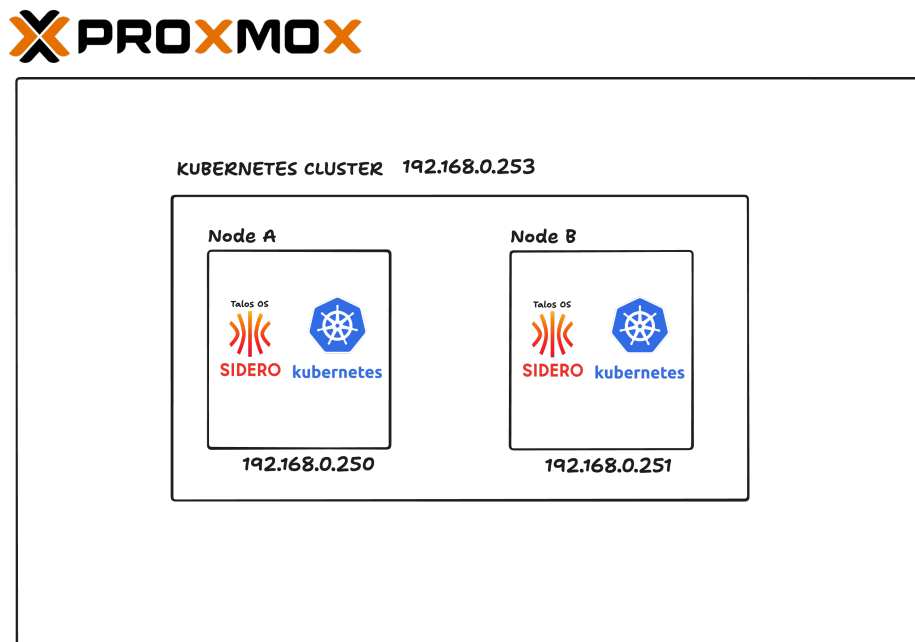 PROXMOX
KUBERNETES CLUSTER 192.168.0.253
Node A
Talos OS
SIDERO
kubernetes
192.168.0.250
Node B
Talos OS
SIDERO
kubernetes
192.168.0.251